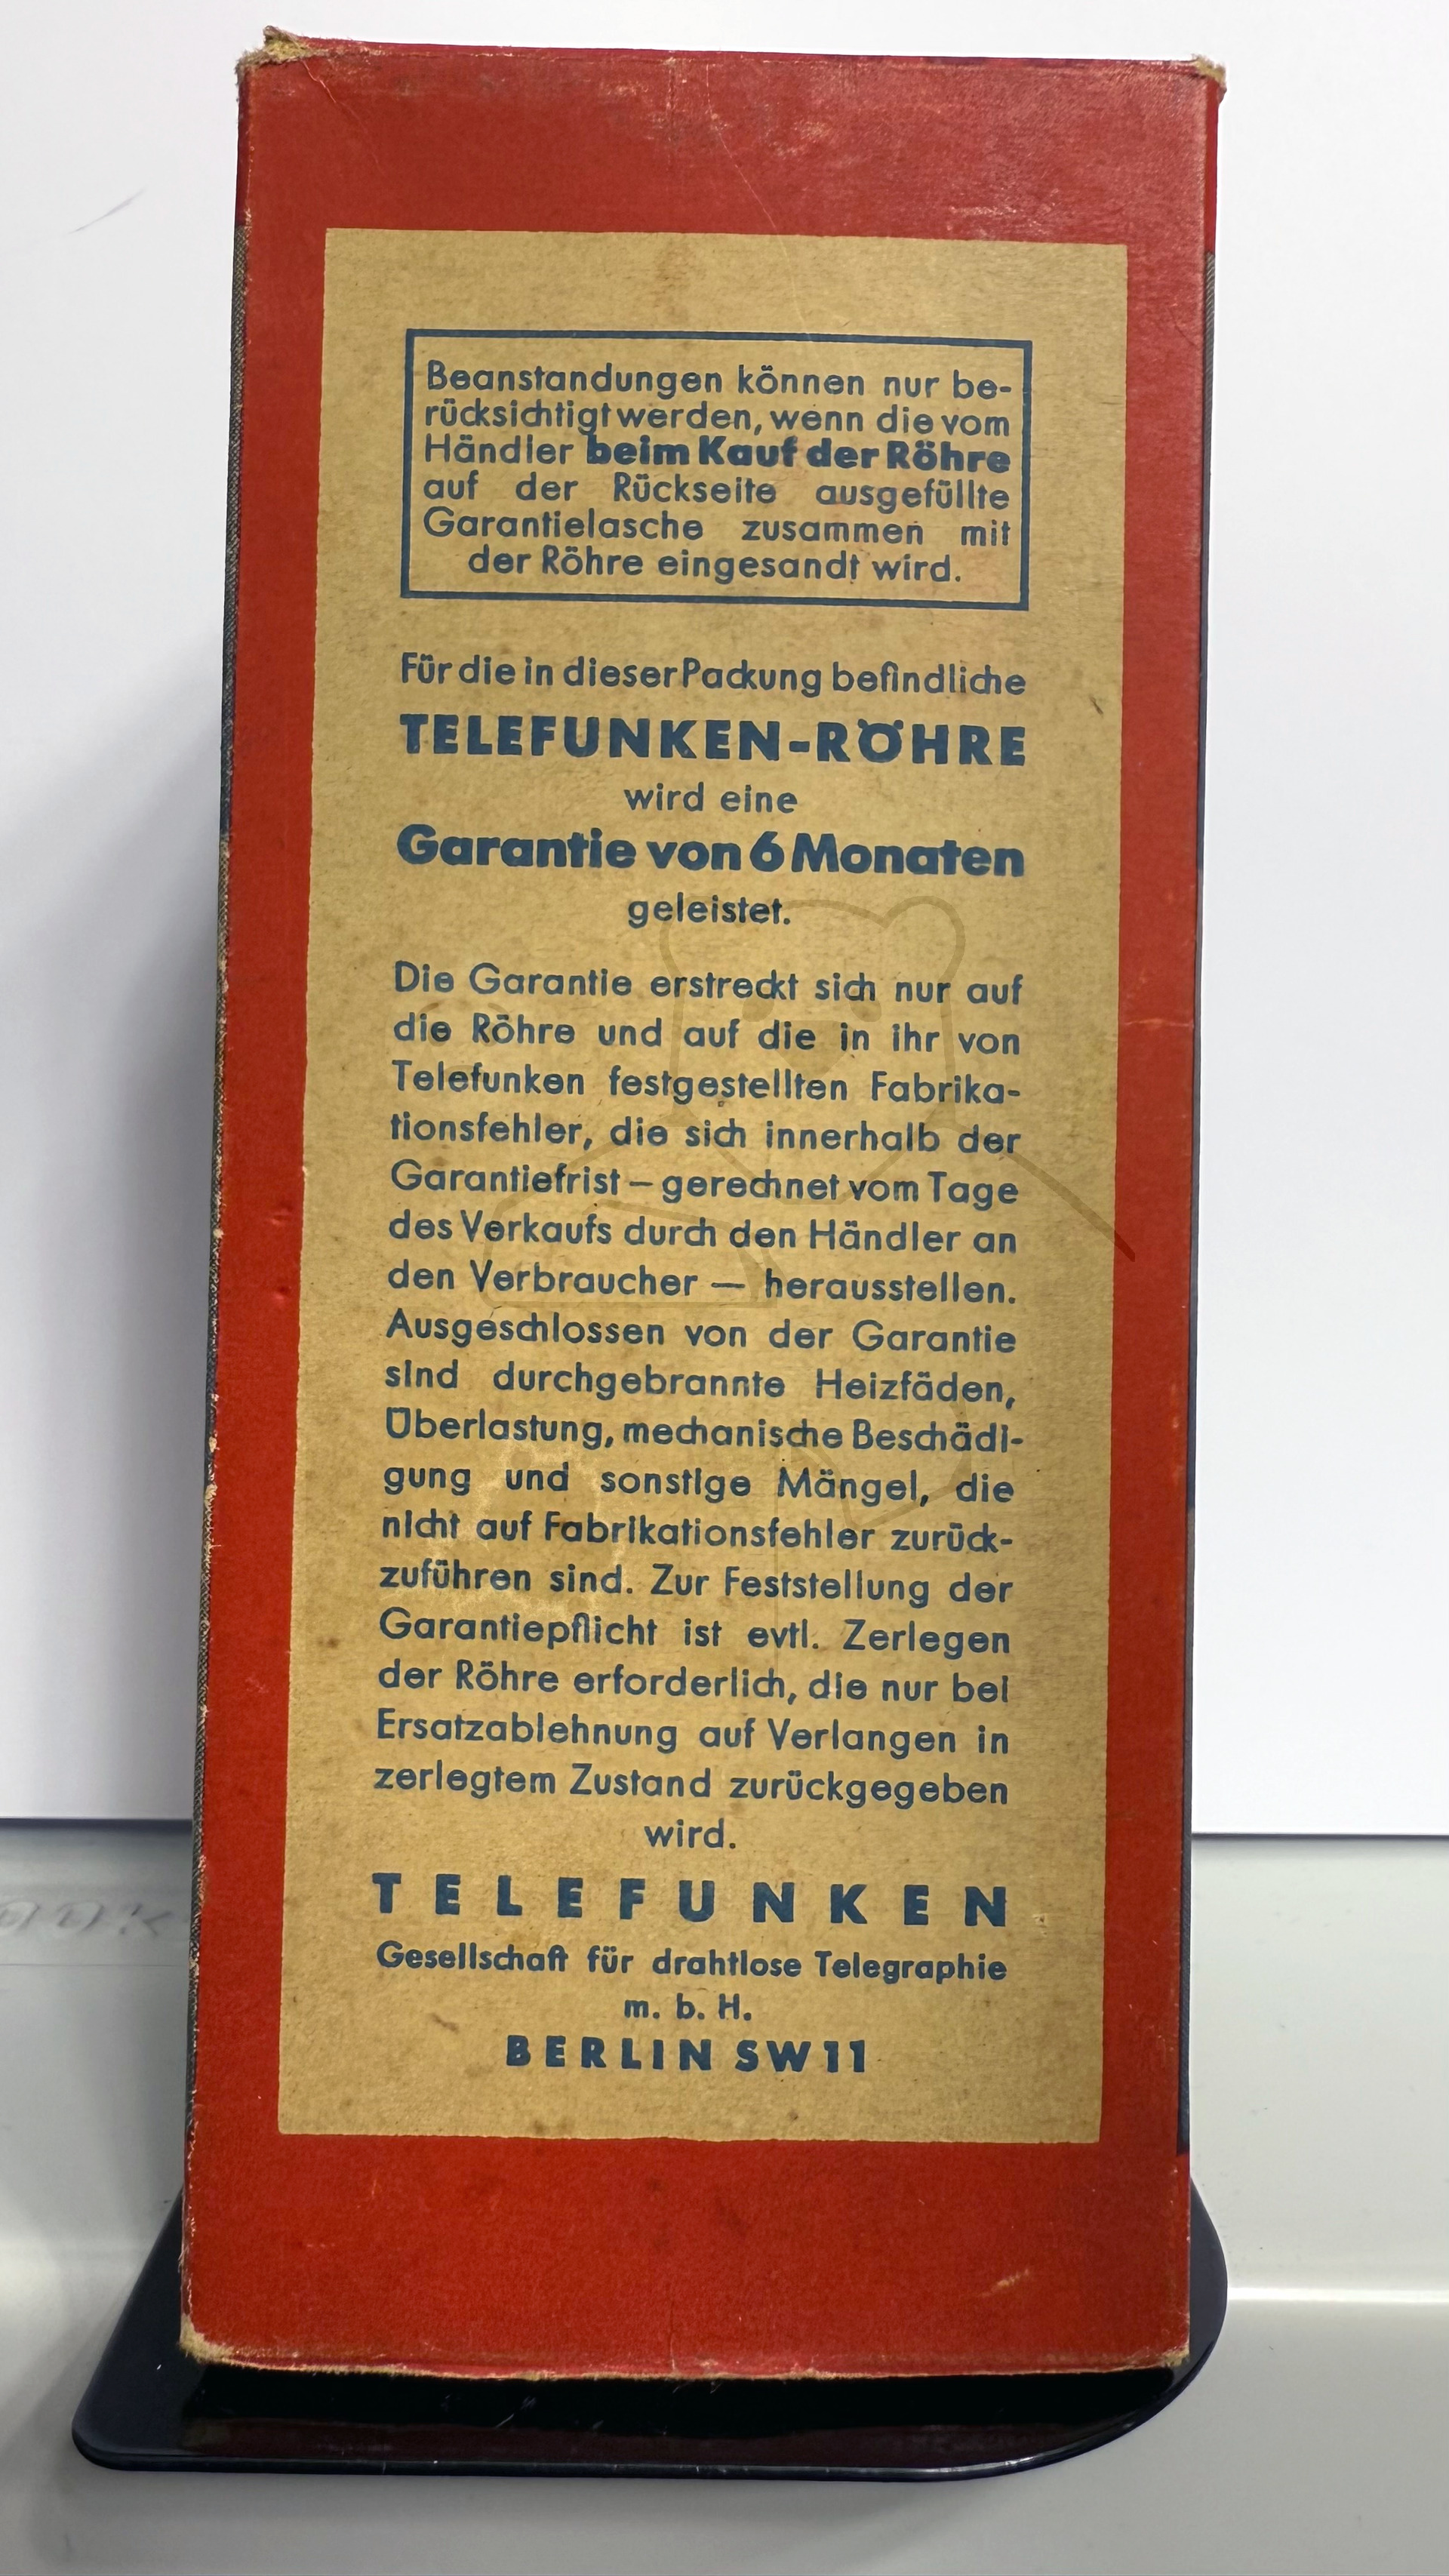 Beanstandungen können nur be-
rücksichtigt werden, wenn die vom
Händler beim Kauf der Röhre
auf der Rückseite ausgefüllte
Garantielasche zusammen mit
der Röhre eingesandt wird.
Für die in dieser Packung befindliche
TELEFUNKEN-RÖHRE
wird eine
Garantie von 6 Monaten
geleistet.
Die Garantie erstreckt sich nur auf
die Röhre und auf die in ihr von
Telefunken festgestellten Fabrika-
tionsfehler, die sich innerhalb der
Garantiefrist – gerechnet vom Tage
des Verkaufs durch den Händler an
den Verbraucher — herausstellen.
Ausgeschlossen von der Garantie
sind durchgebrannte Heizfäden,
Überlastung, mechanische Beschädi-
gung und sonstige Mängel, die
nicht auf Fabrikationsfehler zurück-
zuführen sind. Zur Feststellung der
Garantiepflicht ist evtl. Zerlegen
der Röhre erforderlich, die nur bei
Ersatzablehnung auf Verlangen in
zerlegtem Zustand zurückgegeben
wird.
TELEFUNKEN
Gesellschaft für drahtlose Telegraphie
m. b. H.
BERLIN SW11